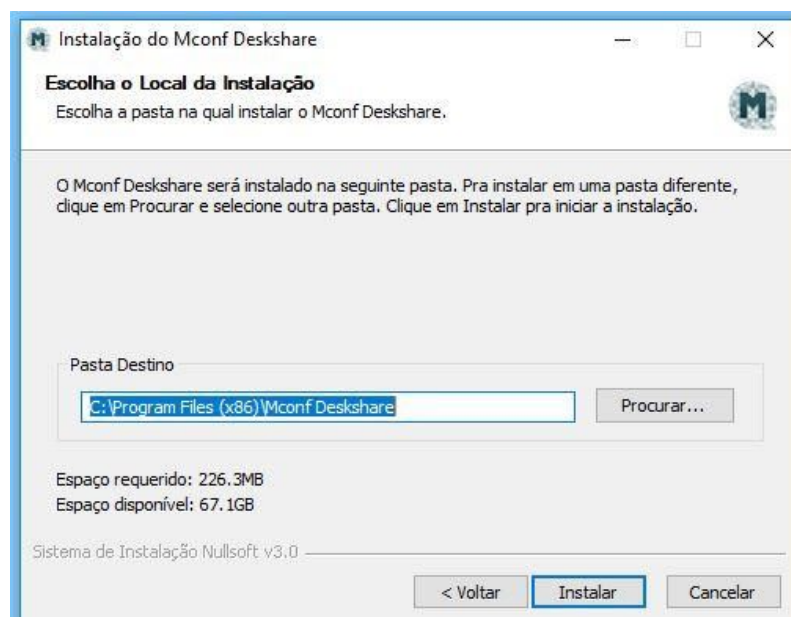 Instalação do Mconf Deskshare
Escolha o Local da Instalação
Escolha a pasta na qual instalar o Mconf Deskshare.
M
O Mconf Deskshare será instalado na seguinte pasta. Pra instalar em uma pasta diferente,
clique em Procurar e selecione outra pasta. Clique em Instalar pra iniciar a instalação.
Pasta Destino
C:\Program Files (x86)\Mconf Deskshare
Procurar...
Espaço requerido: 226.3MB
Espaço disponível: 67.1GB
Sistema de Instalação Nullsoft v3.0
< Voltar
Instalar
Cancelar